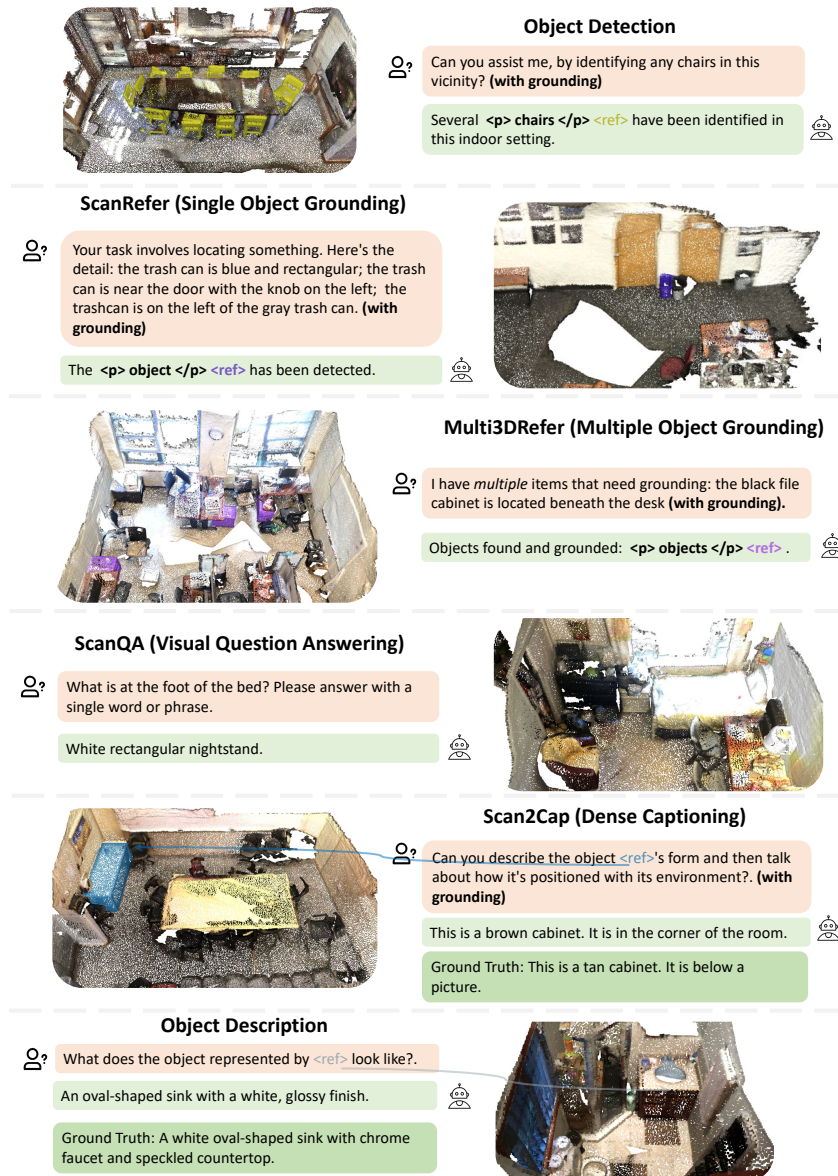 Object Detection
Can you assist me, by identifying any chairs in this
vicinity? (with grounding)
Several <p> chairs </p> <ref> have been identified in
this indoor setting.
ScanRefer (Single Object Grounding)
Your task involves locating something. Here's the
detail: the trash can is blue and rectangular; the trash
can is near the door with the knob on the left; the
trashcan is on the left of the gray trash can. (with
grounding)
The <p> object </p> <ref> has been detected.
Multi3DRefer (Multiple Object Grounding)
I have multiple items that need grounding: the black file
cabinet is located beneath the desk (with grounding).
Objects found and grounded: <p> objects </p> <ref> .
ScanQA (Visual Question Answering)
What is at the foot of the bed? Please answer with a
single word or phrase.
White rectangular nightstand.
Scan2Cap (Dense Captioning)
Can you describe the object <ref>'s form and then talk
about how it's positioned with its environment?. (with
grounding)
This is a brown cabinet. It is in the corner of the room.
Ground Truth: This is a tan cabinet. It is below a
picture.
Object Description
What does the object represented by <ref> look like?.
An oval-shaped sink with a white, glossy finish.
Ground Truth: A white oval-shaped sink with chrome
faucet and speckled countertop.